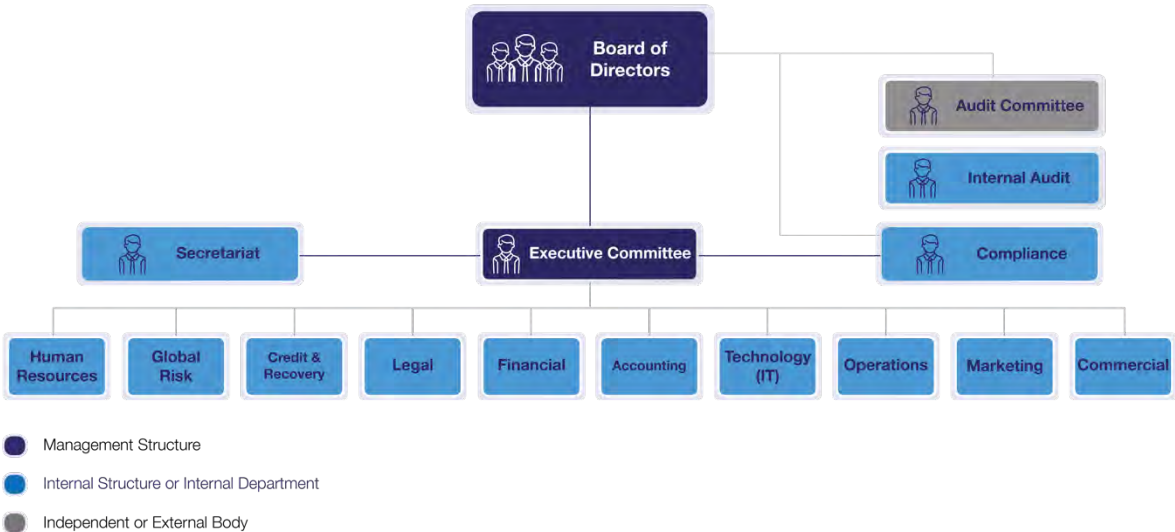 Board of
Directors
Audit Committee
Internal Audit
Secretariat
Executive Committee
Compliance
Human
Resources
Global
Risk
Credit &
Recovery
Legal
Financial
Accounting
Technology
(IT)
Operations
Marketing
Commercial
Management Structure
Internal Structure or Internal Department
Independent or External Body